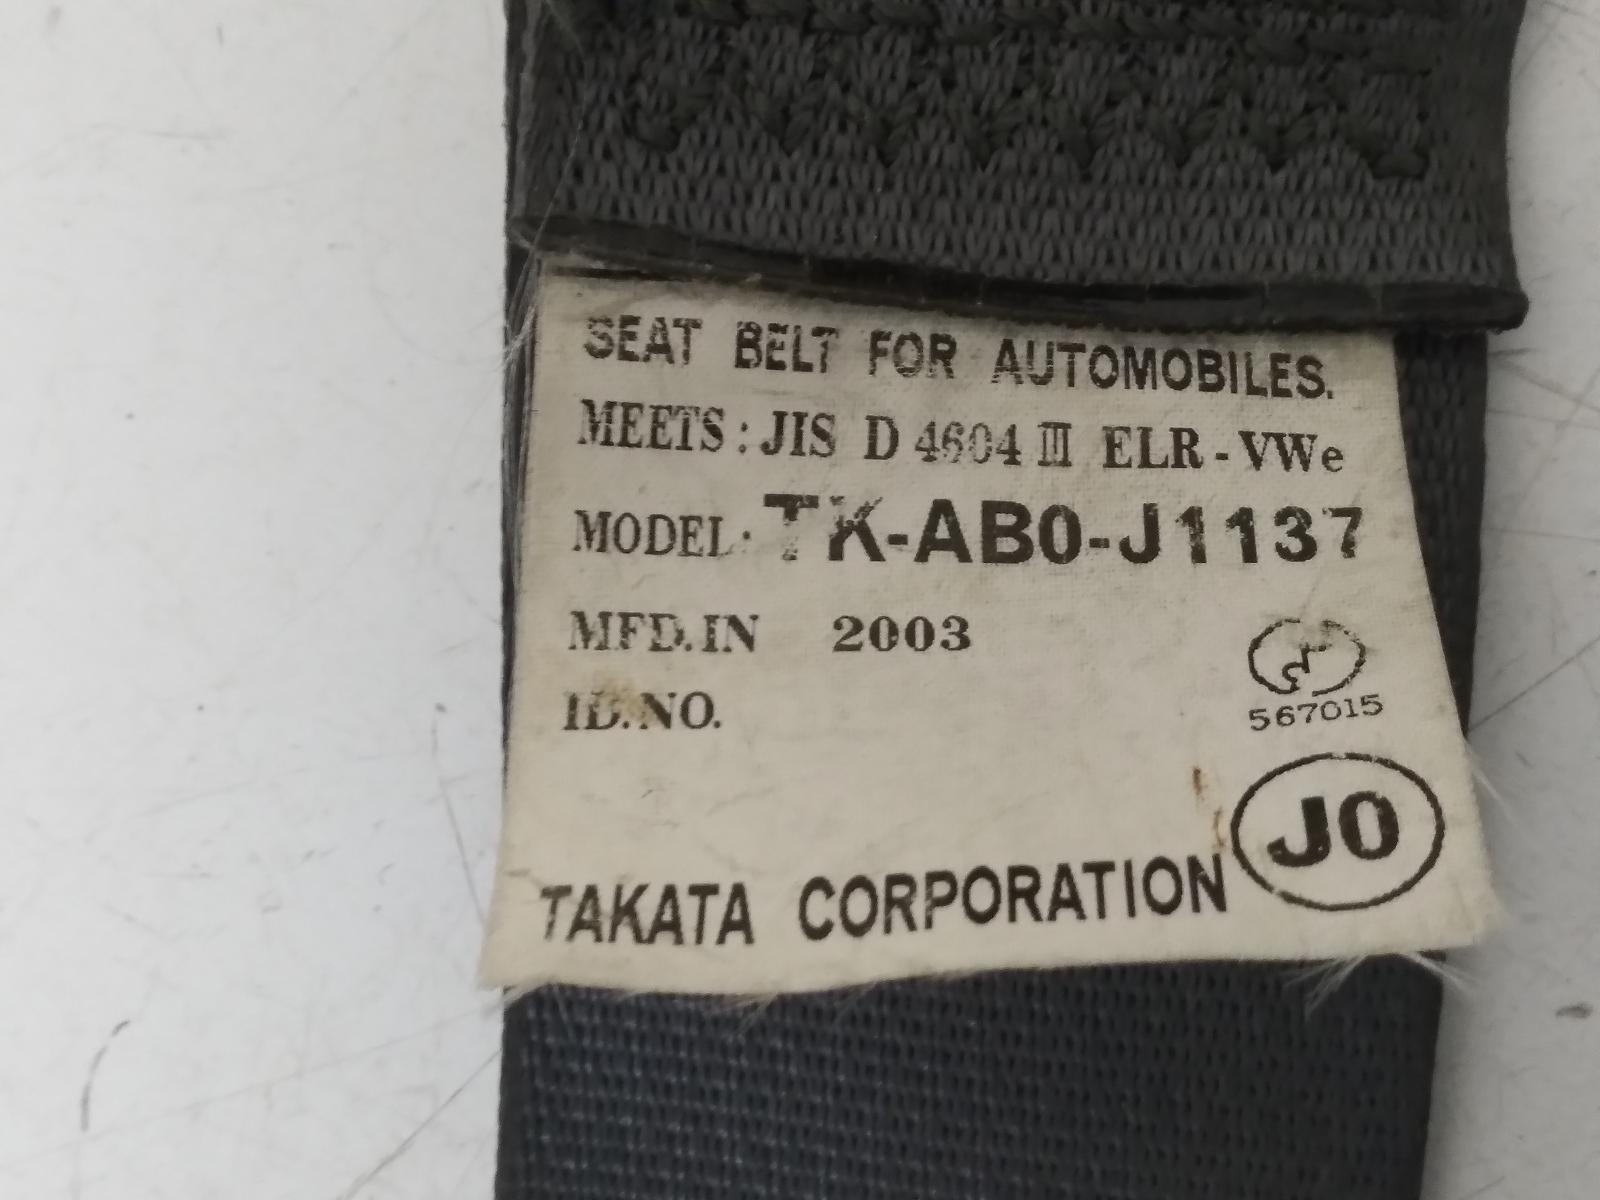 SEAT BELT FOR AUTOMOBILES.
MEETS : JIS D 4604 III ELR - VWe
MODEL. TK-AB0-J1137
MFD. IN 2003
ID. NO.
567015
JO
TAKATA CORPORATION